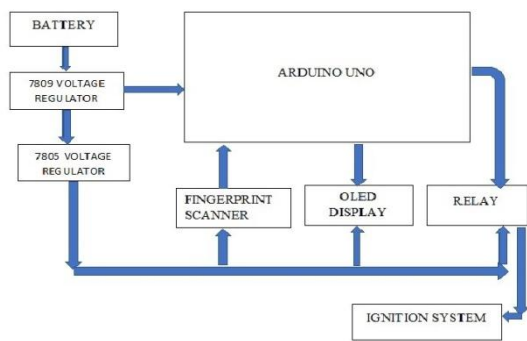 BATTERY
ARDUINO UNO
7809 VOLTAGE
REGULATOR
7805 VOLTAGE
REGULATOR
FINGERPRINT
SCANNER
OLED
DISPLAY
RELAY
IGNITION SYSTEM